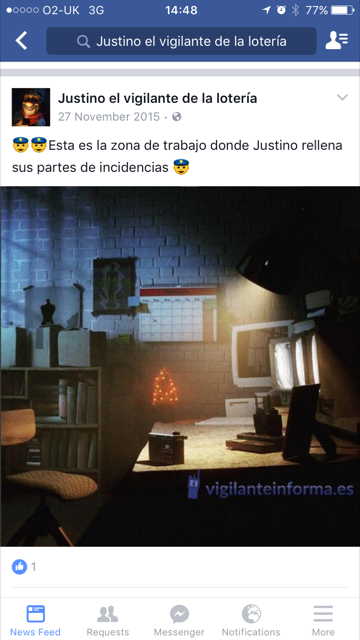 O2-UK 3G 14:48 77%
Justino el vigilante de la lotería
Justino el vigilante de la lotería
27 November 2015 ·
👮👮Esta es la zona de trabajo donde Justino rellena
sus partes de incidencias👮
vigilanteinforma.es
1
News Feed Requests Messenger Notifications More